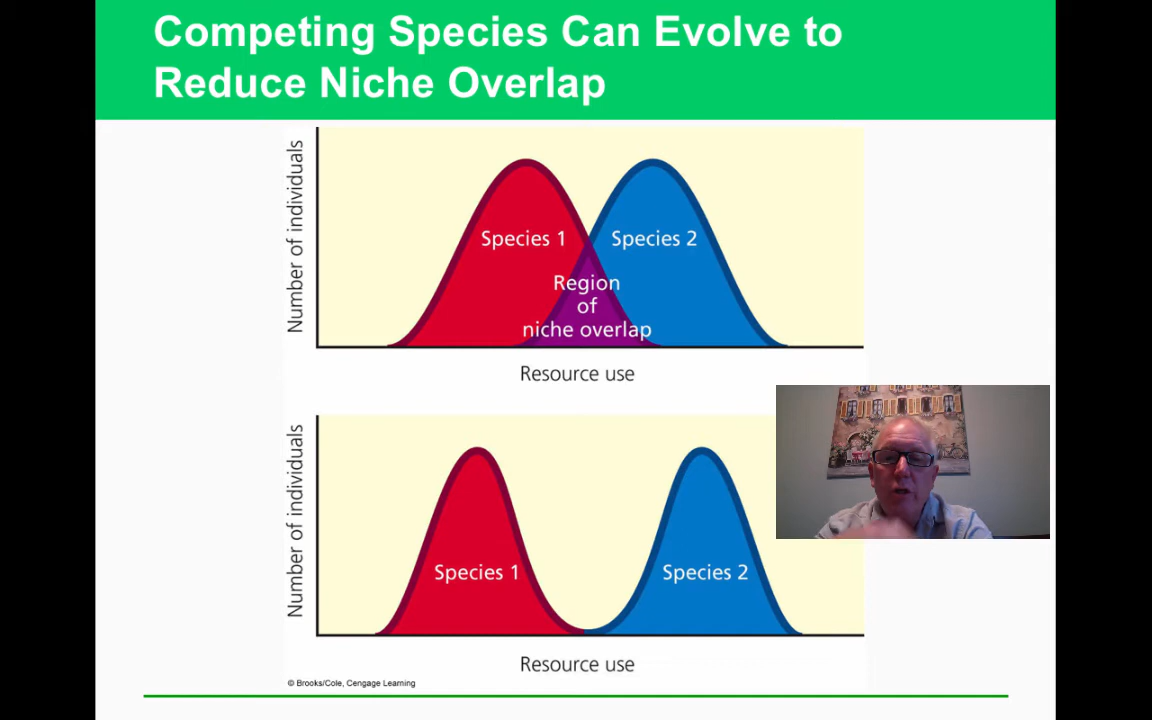 Competing Species Can Evolve to
Reduce Niche Overlap
Number of individuals
Species 1
Species 2
Region
of
niche overlap
Resource use
Number of individuals
Species 1
Species 2
Resource use
© Brooks/Cole, Cengage Learning